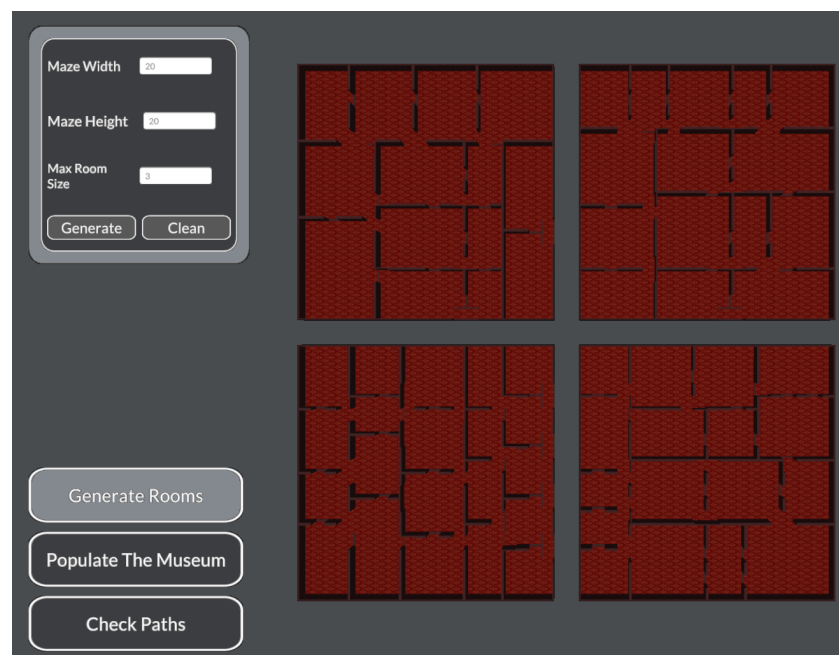 Maze Width 20
Maze Height 20
Max Room
Size 3
Generate Clean
Generate Rooms
Populate The Museum
Check Paths